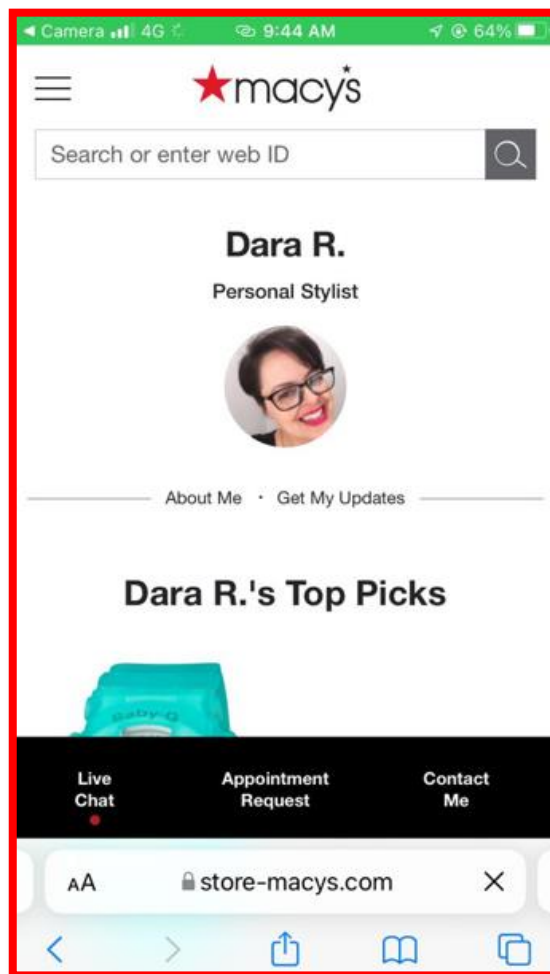 Camera 4G 9:44 AM 64%
macy's
Search or enter web ID
Dara R.
Personal Stylist
About Me · Get My Updates
Dara R.'s Top Picks
Baby-G
Live Chat
Appointment Request
Contact Me
AA store-macys.com